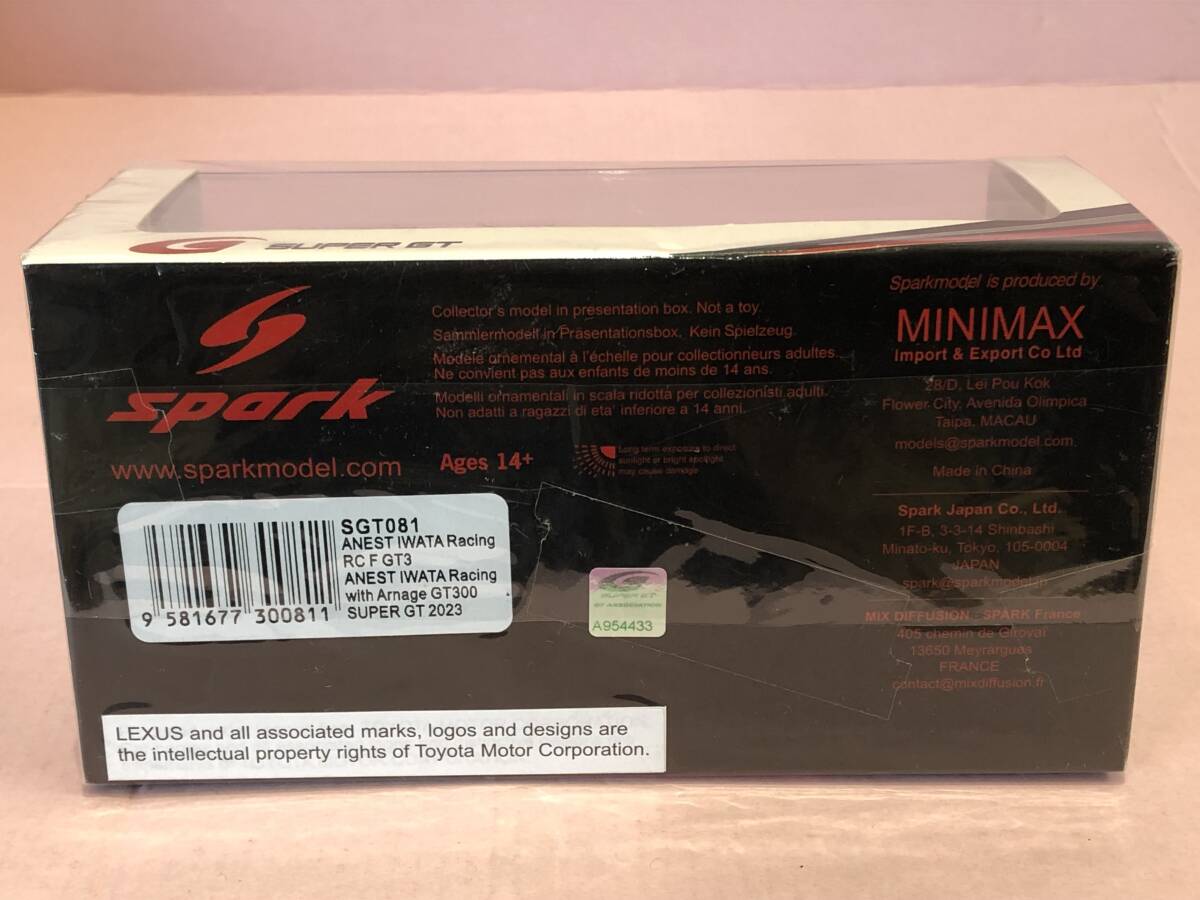 SUPER GT
spark
www.sparkmodel.com
Collector's model in presentation box. Not a toy.
Sammlermodell in Präsentationsbox. Kein Spielzeug.
Modèle ornemental à l'échelle pour collectionneurs adultes.
Ne convient pas aux enfants de moins de 14 ans.
Modelli ornamentali in scala ridotta per collezionisti adulti.
Non adatti a ragazzi di eta' inferiore a 14 anni.
Ages 14+
Long term exposure to direct
sunlight or bright spotlight
may cause damage
Sparkmodel is produced by
MINIMAX
Import & Export Co Ltd
28/D, Lei Pou Kok
Flower City, Avenida Olimpica
Taipa, MACAU
models@sparkmodel.com
Made in China
Spark Japan Co., Ltd.
1F-B, 3-3-14 Shinbashi
Minato-ku, Tokyo, 105-0004
JAPAN
spark@sparkmodel.jp
MIX DIFFUSION - SPARK France
405 chemin de Girovai
13650 Meyrargues
FRANCE
contact@mixdiffusion.fr
SGT081
ANEST IWATA Racing
RC F GT3
ANEST IWATA Racing
with Arnage GT300
SUPER GT 2023
9 581677 300811
SUPER GT
GT ASSOCIATION
A954433
LEXUS and all associated marks, logos and designs are
the intellectual property rights of Toyota Motor Corporation.